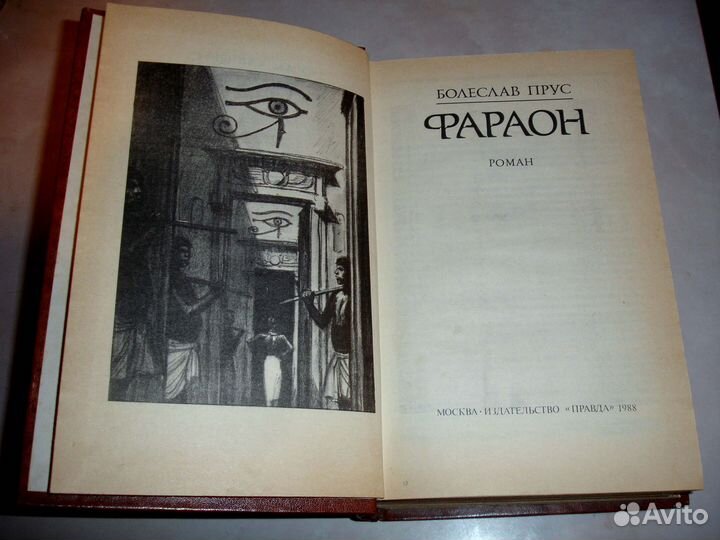 БОЛЕСЛАВ ПРУС
ФАРАОН
РОМАН
МОСКВА · ИЗДАТЕЛЬСТВО «ПРАВДА» 1988
Avito